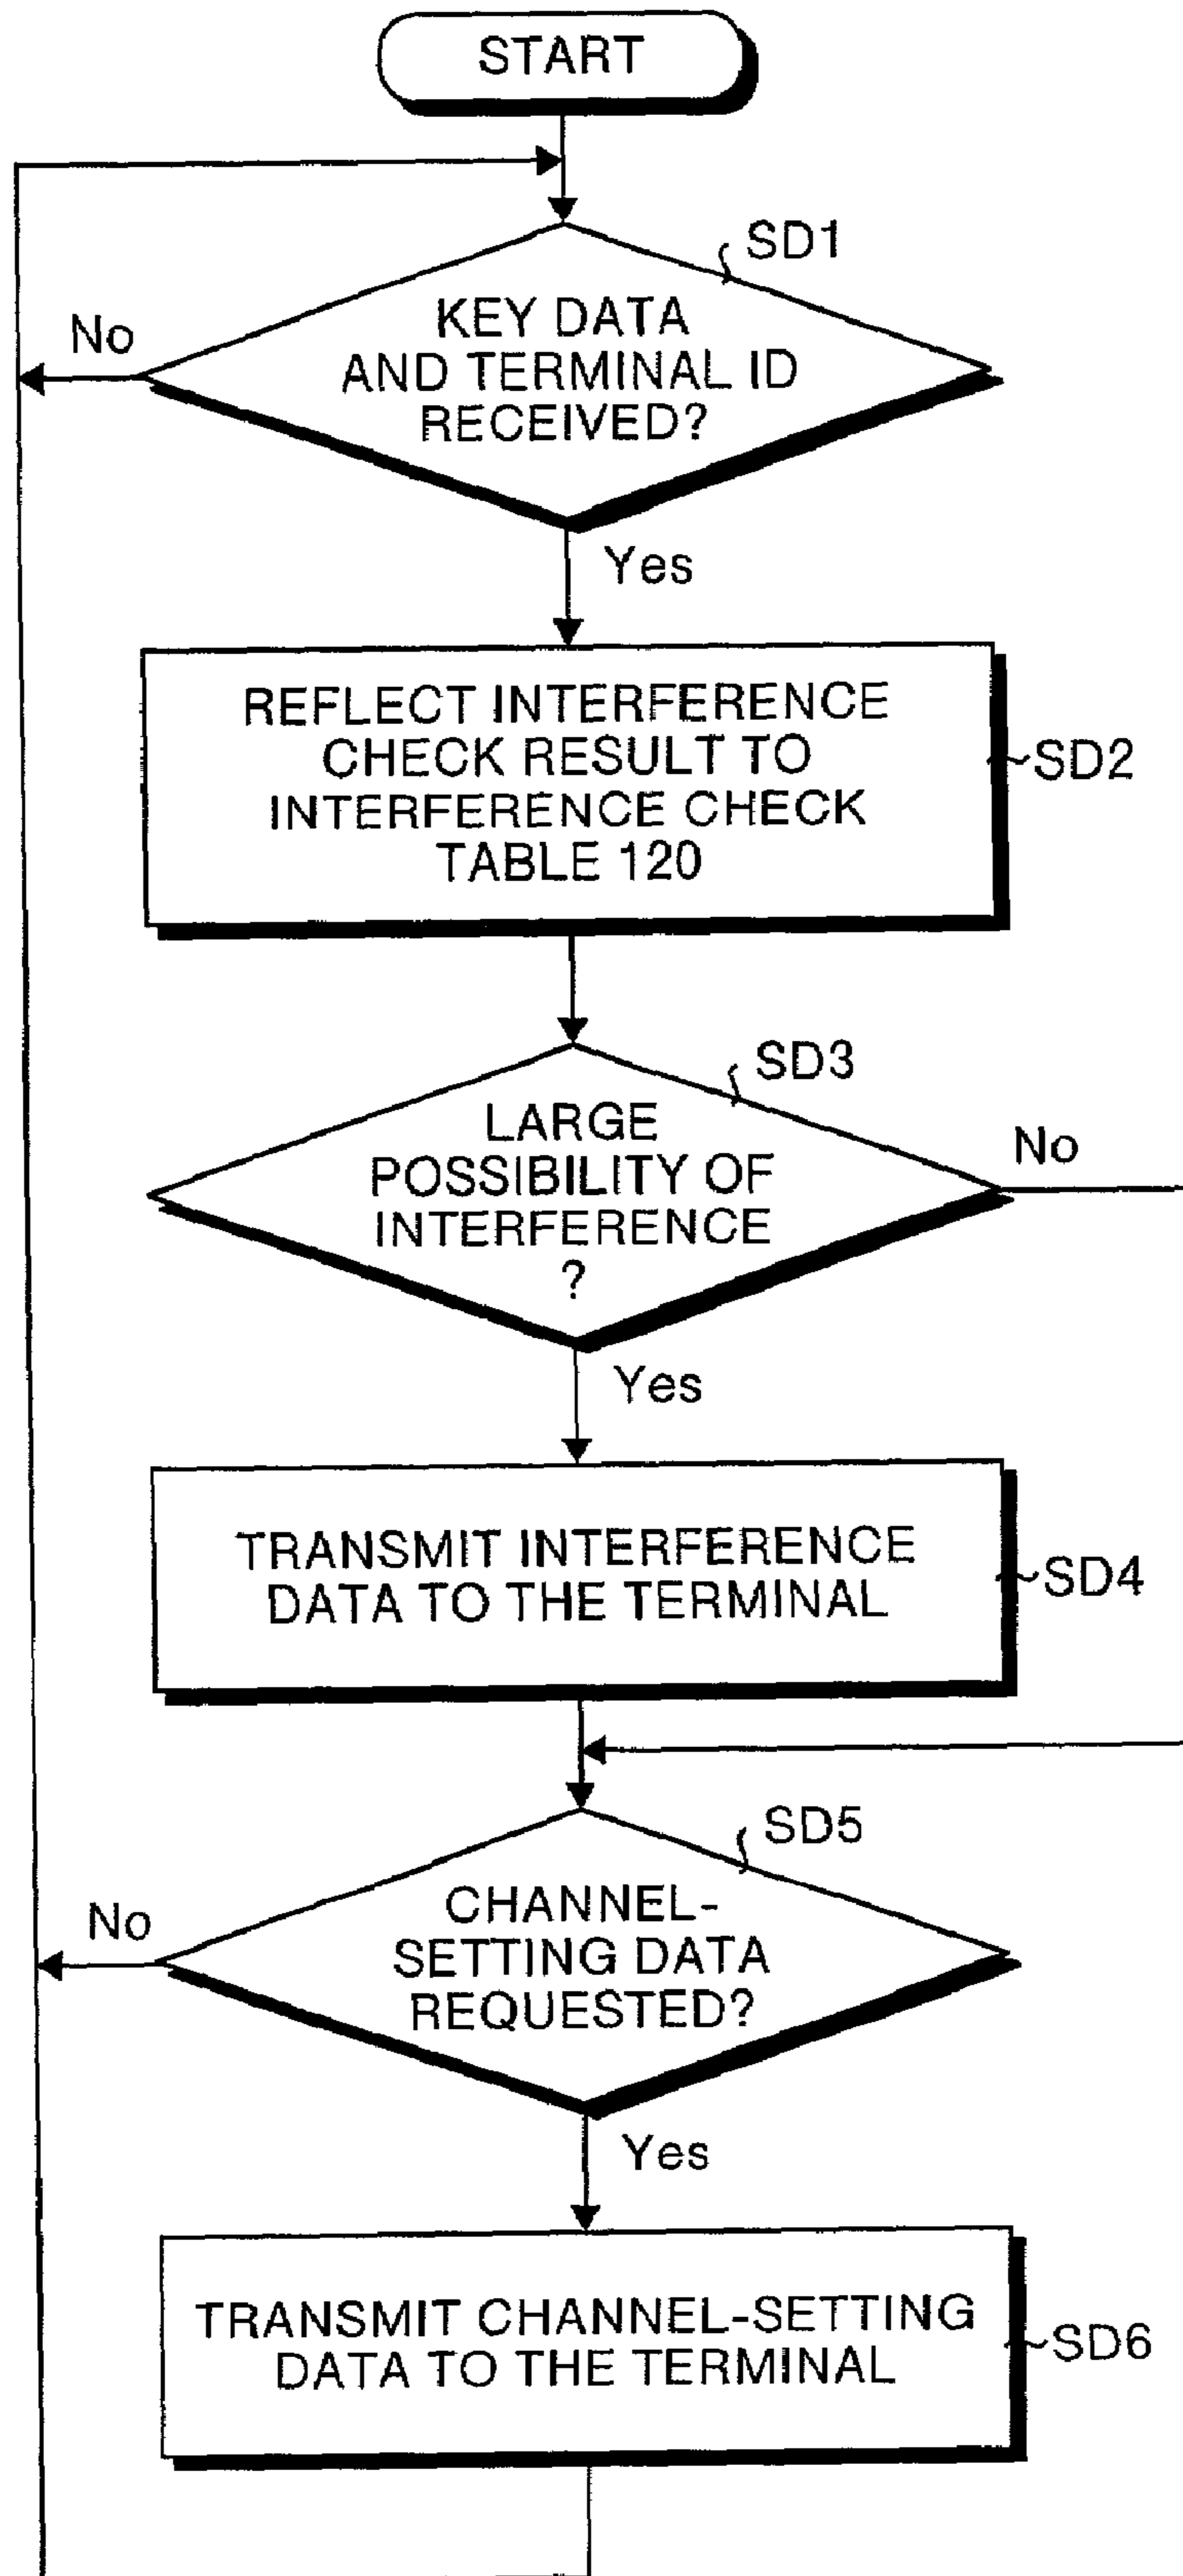 START
SD1
KEY DATA
AND TERMINAL ID
RECEIVED?
No
Yes
REFLECT INTERFERENCE
CHECK RESULT TO
INTERFERENCE CHECK
TABLE 120
SD2
SD3
LARGE
POSSIBILITY OF
INTERFERENCE
?
No
Yes
TRANSMIT INTERFERENCE
DATA TO THE TERMINAL
SD4
SD5
CHANNEL-
SETTING DATA
REQUESTED?
No
Yes
TRANSMIT CHANNEL-SETTING
DATA TO THE TERMINAL
SD6